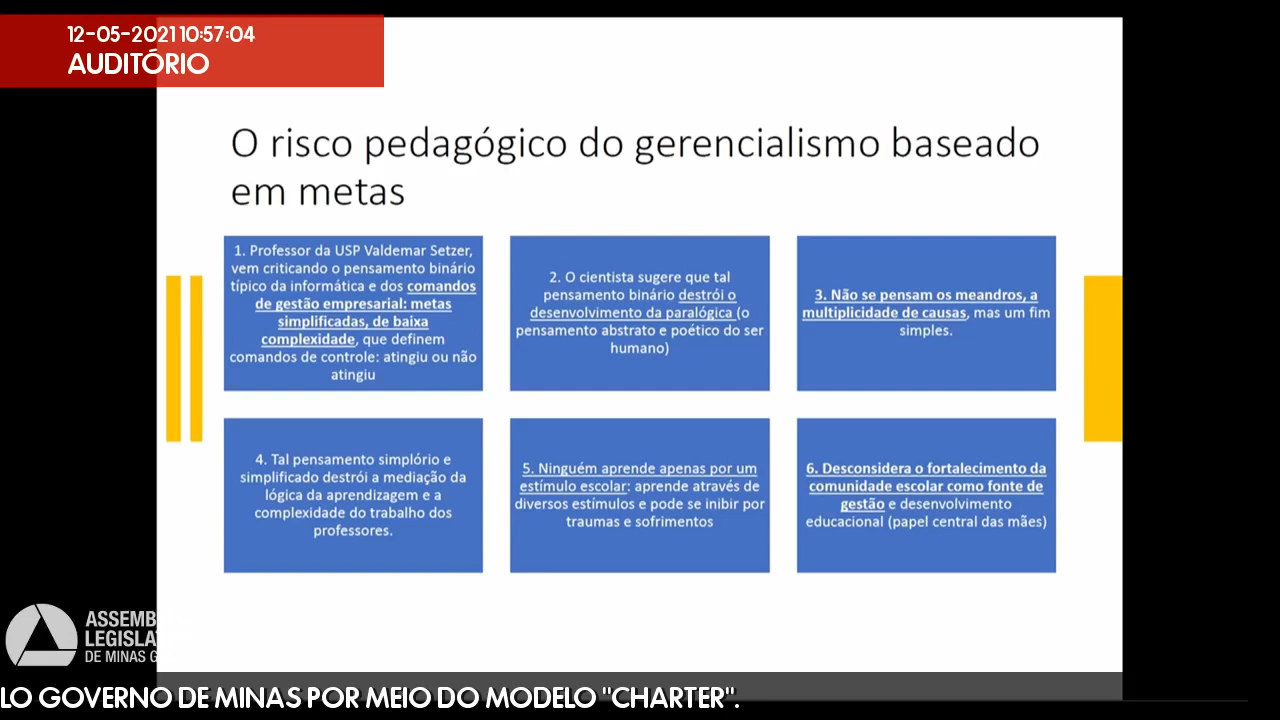 12-05-2021 10:57:04
AUDITÓRIO
O risco pedagógico do gerencialismo baseado
em metas
1. Professor da USP Valdemar Setzer,
vem criticando o pensamento binário
típico da informática e dos comandos
de gestão empresarial: metas
simplificadas, de baixa
complexidade, que definem
comandos de controle: atingiu ou não
atingiu
2. O cientista sugere que tal
pensamento binário destrói o
desenvolvimento da paralógica (o
pensamento abstrato e poético do ser
humano)
3. Não se pensam os meandros, a
multiplicidade de causas, mas um fim
simples.
4. Tal pensamento simplório e
simplificado destrói a mediação da
lógica da aprendizagem e a
complexidade do trabalho dos
professores.
5. Ninguém aprende apenas por um
estímulo escolar: aprende através de
diversos estímulos e pode se inibir por
traumas e sofrimentos
6. Desconsidera o fortalecimento da
comunidade escolar como fonte de
gestão e desenvolvimento
educacional (papel central das mães)
ASSEMB
LEGISLA
DE MINAS G
LO GOVERNO DE MINAS POR MEIO DO MODELO "CHARTER".